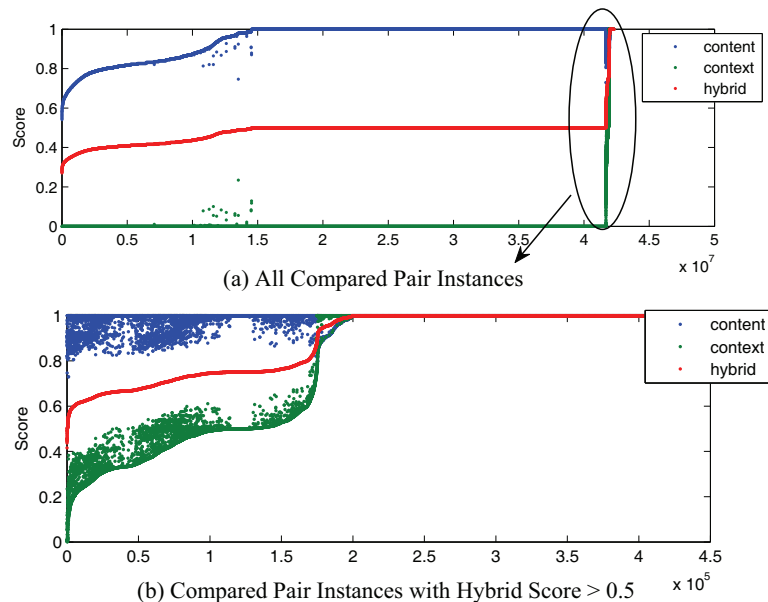 1
0.8
0.6
0.4
0.2
0
Score
content
context
hybrid
0 0.5 1 1.5 2 2.5 3 3.5 4 4.5 5
x 10^7
(a) All Compared Pair Instances
1
0.8
0.6
0.4
0.2
0
Score
content
context
hybrid
0 0.5 1 1.5 2 2.5 3 3.5 4 4.5
x 10^5
(b) Compared Pair Instances with Hybrid Score > 0.5